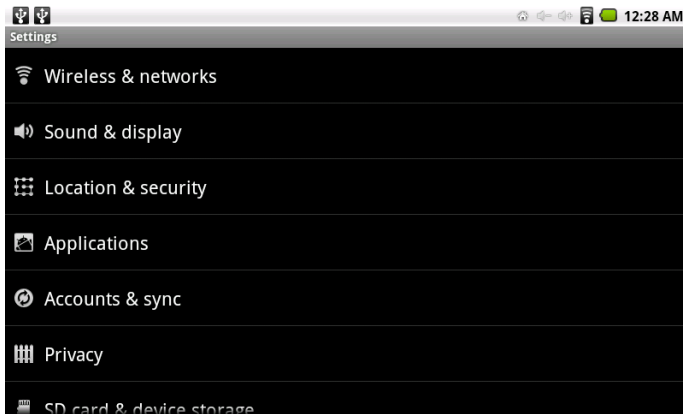 12:28 AM
Settings
Wireless & networks
Sound & display
Location & security
Applications
Accounts & sync
Privacy
SD card & device storage